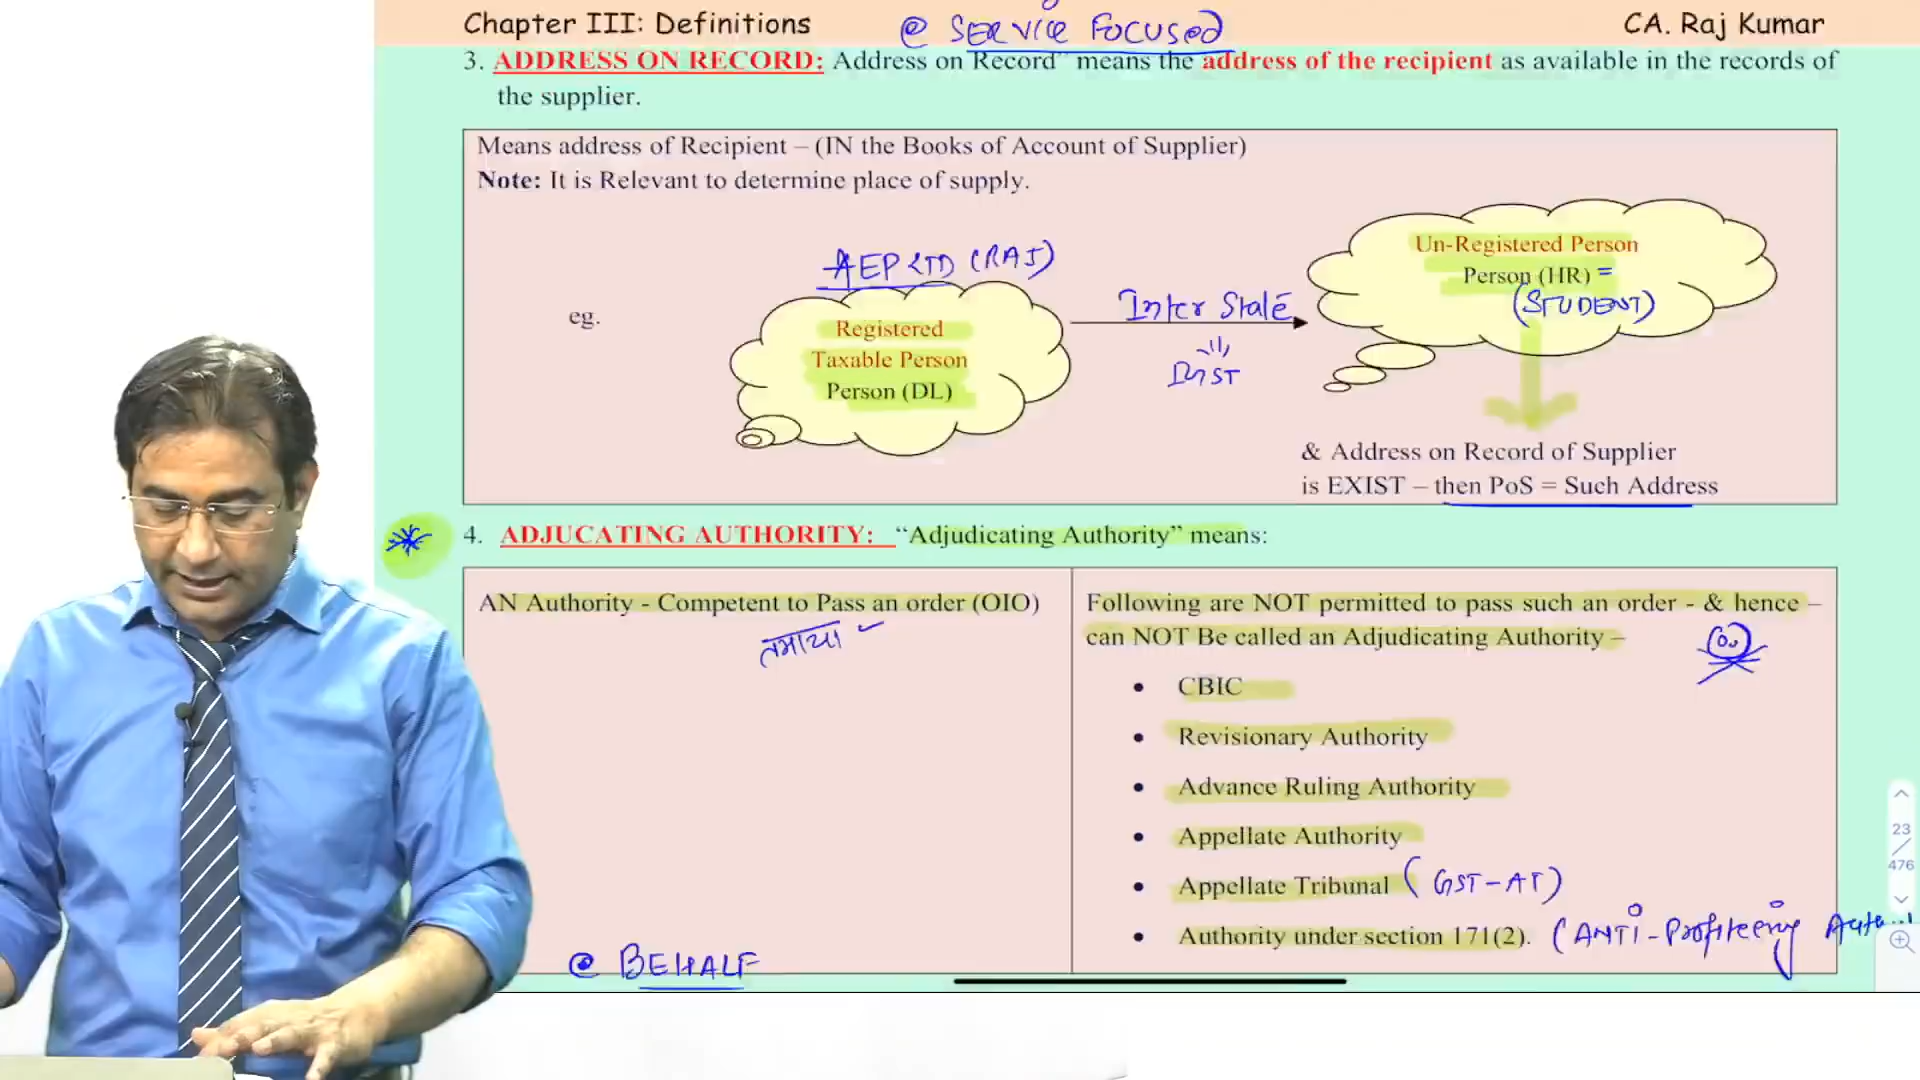 Chapter III: Definitions
@ SERVICE FOCUSED
CA. Raj Kumar
3. ADDRESS ON RECORD: Address on Record" means the address of the recipient as available in the records of
the supplier.
Means address of Recipient – (IN the Books of Account of Supplier)
Note: It is Relevant to determine place of supply.
AEP LTD (RAJ)
eg.
Registered
Taxable Person
Person (DL)
Inter State
IGST
Un-Registered Person
Person (HR) =
(STUDENT)
& Address on Record of Supplier
is EXIST – then PoS = Such Address
4. ADJUCATING AUTHORITY: “Adjudicating Authority” means:
AN Authority - Competent to Pass an order (OIO)
@ BEHALF
Following are NOT permitted to pass such an order - & hence –
can NOT Be called an Adjudicating Authority –
• CBIC
• Revisionary Authority
• Advance Ruling Authority
• Appellate Authority
• Appellate Tribunal (GST-AT)
• Authority under section 171(2). (ANTI-Profiteering
23
/
476